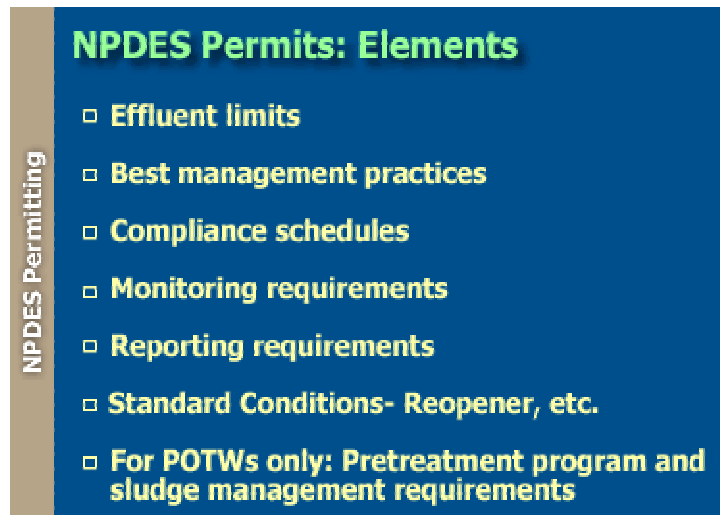 NPDES Permits: Elements
NPDES Permitting
Effluent limits
Best management practices
Compliance schedules
Monitoring requirements
Reporting requirements
Standard Conditions- Reopener, etc.
For POTWs only: Pretreatment program and
sludge management requirements